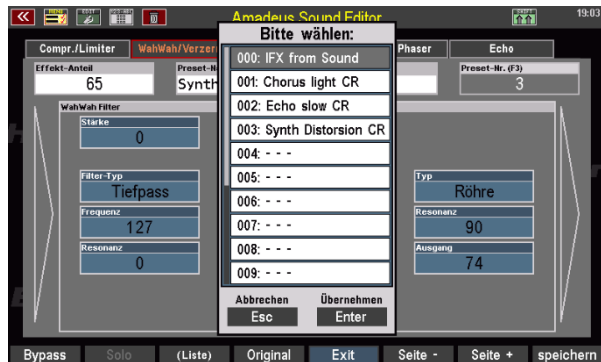 MENU
EDIT
Amadeus Sound Editor
SHIFT
19:03
Bitte wählen:
Compr./Limiter
WahWah/Verzer
Phaser
Echo
Effekt-Anteil
65
Preset-N
Synth
Preset-Nr. (F3)
3
000: IFX from Sound
001: Chorus light CR
002: Echo slow CR
003: Synth Distorsion CR
004: - - -
005: - - -
006: - - -
007: - - -
008: - - -
009: - - -
WahWah Filter
Stärke
0
Filter-Typ
Tiefpass
Frequenz
127
Resonanz
0
Typ
Röhre
Resonanz
90
Ausgang
74
Abbrechen
Esc
Übernehmen
Enter
Bypass
Solo
(Liste)
Original
Exit
Seite -
Seite +
speichern